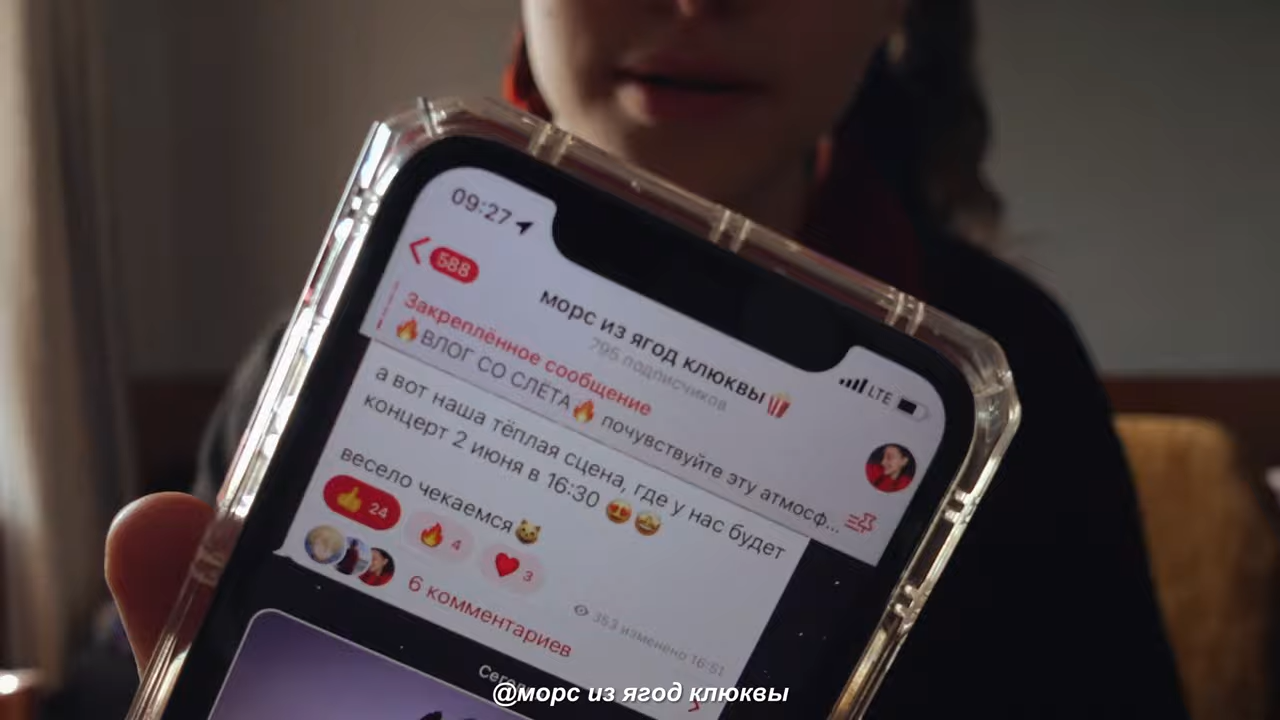 09:27
LTE
588
морс из ягод клюквы🍿
795 подписчиков
Закреплённое сообщение
🔥ВЛОГ СО СЛЁТА🔥 почувствуйте эту атмосф...
а вот наша тёплая сцена, где у нас будет
концерт 2 июня в 16:30 😍🤩
весело чекаемся😺
👍 24 🔥 4 ❤️ 3
353 изменено 16:51
6 комментариев
@морс из ягод клюквы